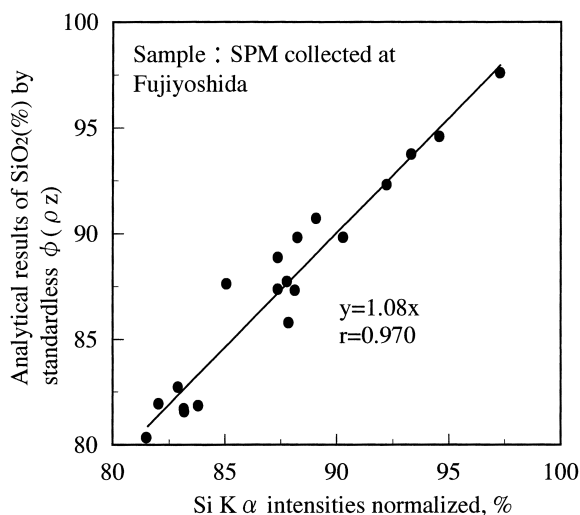 100
95
90
85
80
Analytical results of SiO2(%) by
standardless ϕ(ρz)
Sample：SPM collected at
Fujiyoshida
y=1.08x
r=0.970
80
85
90
95
100
Si K α intensities normalized, %